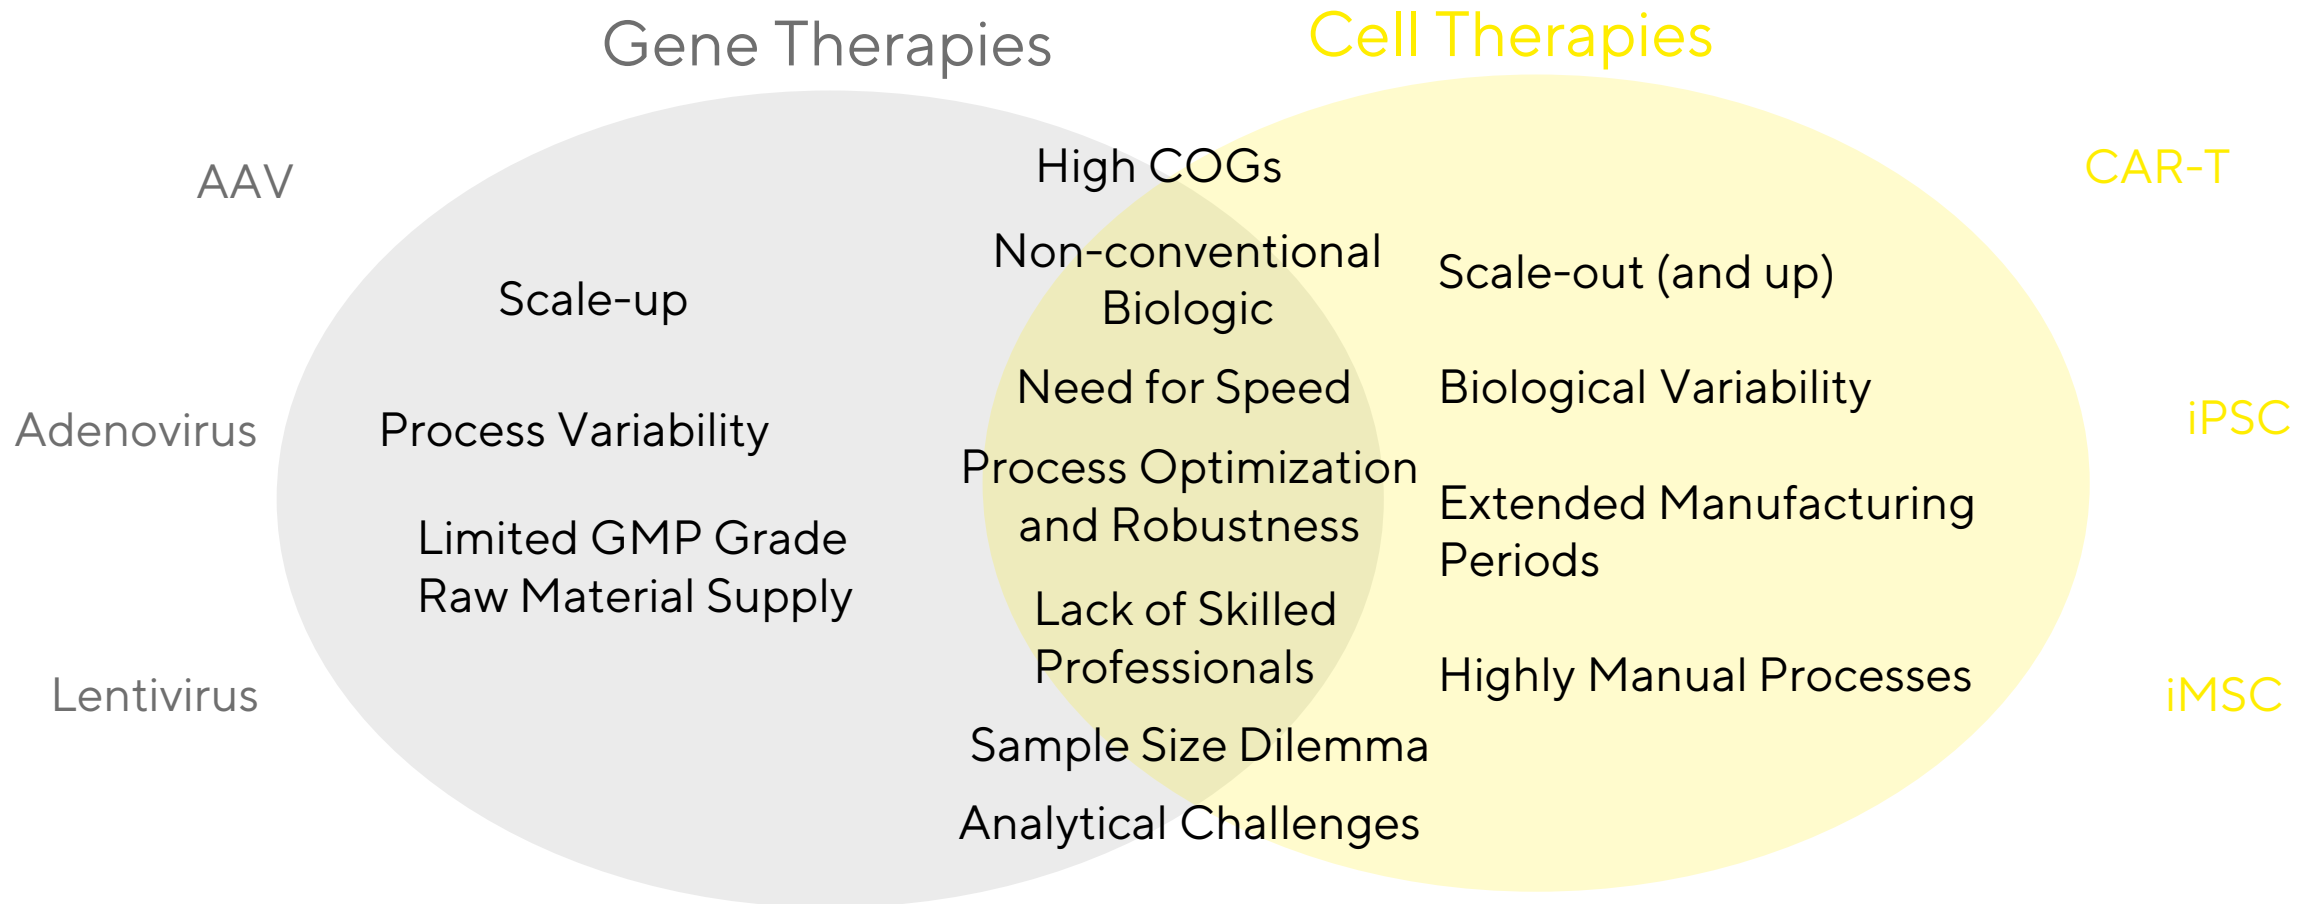 Gene Therapies
Cell Therapies
AAV
Adenovirus
Lentivirus
Scale-up
Process Variability
Limited GMP Grade
Raw Material Supply
High COGs
Non-conventional
Biologic
Need for Speed
Process Optimization
and Robustness
Lack of Skilled
Professionals
Sample Size Dilemma
Analytical Challenges
Scale-out (and up)
Biological Variability
Extended Manufacturing
Periods
Highly Manual Processes
CAR-T
iPSC
iMSC